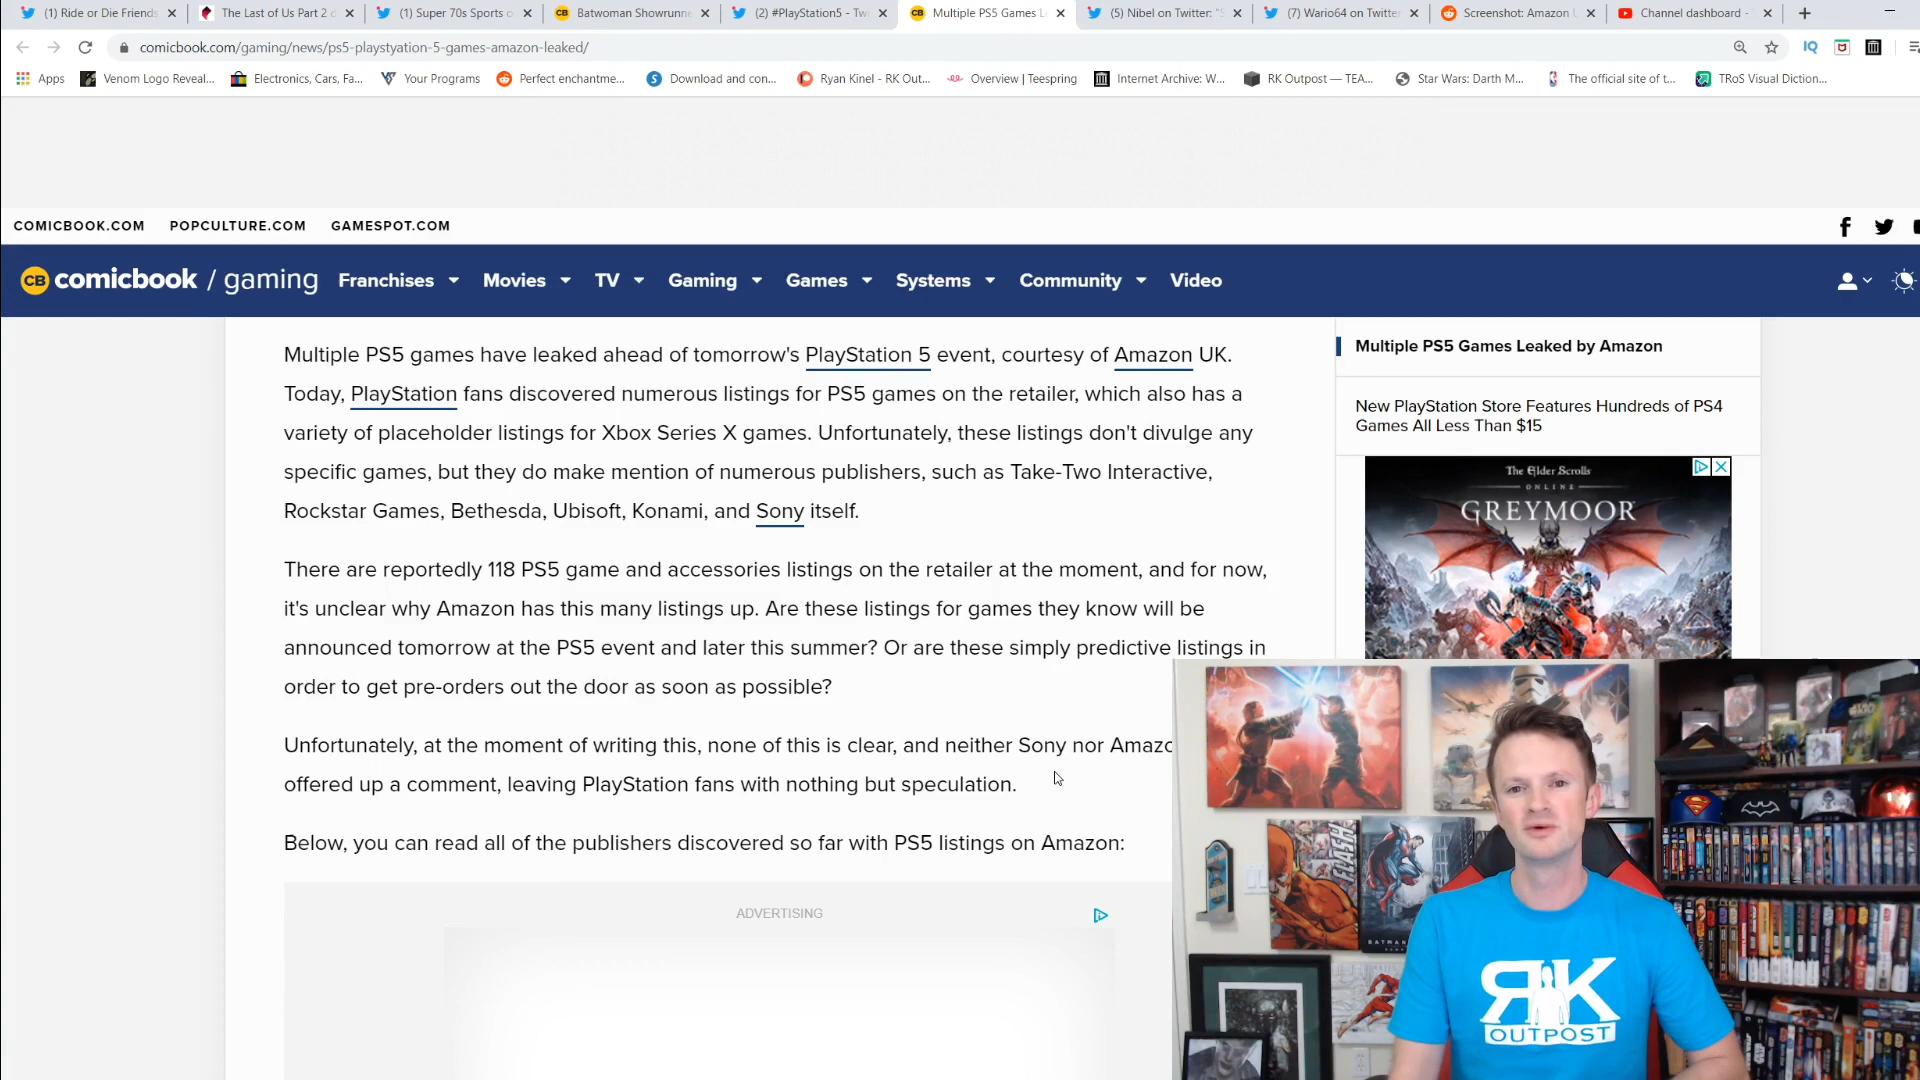 (1) Ride or Die Friends
The Last of Us Part 2 d
(1) Super 70s Sports o
Batwoman Showrunne
(2) #PlayStation5 - Tw
Multiple PS5 Games L
(5) Nibel on Twitter: "S
(7) Wario64 on Twitter
Screenshot: Amazon U
Channel dashboard -
comicbook.com/gaming/news/ps5-playstyation-5-games-amazon-leaked/
IQ
Apps
Venom Logo Reveal...
Electronics, Cars, Fa...
Your Programs
Perfect enchantme...
Download and con...
Ryan Kinel - RK Out...
Overview | Teespring
Internet Archive: W...
RK Outpost — TEA...
Star Wars: Darth M...
The official site of t...
TRoS Visual Diction...
COMICBOOK.COM POPCULTURE.COM GAMESPOT.COM
CB comicbook / gaming Franchises Movies TV Gaming Games Systems Community Video
Multiple PS5 games have leaked ahead of tomorrow's PlayStation 5 event, courtesy of Amazon UK.
Today, PlayStation fans discovered numerous listings for PS5 games on the retailer, which also has a
variety of placeholder listings for Xbox Series X games. Unfortunately, these listings don't divulge any
specific games, but they do make mention of numerous publishers, such as Take-Two Interactive,
Rockstar Games, Bethesda, Ubisoft, Konami, and Sony itself.
There are reportedly 118 PS5 game and accessories listings on the retailer at the moment, and for now,
it's unclear why Amazon has this many listings up. Are these listings for games they know will be
announced tomorrow at the PS5 event and later this summer? Or are these simply predictive listings in
order to get pre-orders out the door as soon as possible?
Unfortunately, at the moment of writing this, none of this is clear, and neither Sony nor Amazo
offered up a comment, leaving PlayStation fans with nothing but speculation.
Below, you can read all of the publishers discovered so far with PS5 listings on Amazon:
ADVERTISING
Multiple PS5 Games Leaked by Amazon
New PlayStation Store Features Hundreds of PS4
Games All Less Than $15
The Elder Scrolls
ONLINE
GREYMOOR
FLASH
BATMAN
RK
OUTPOST